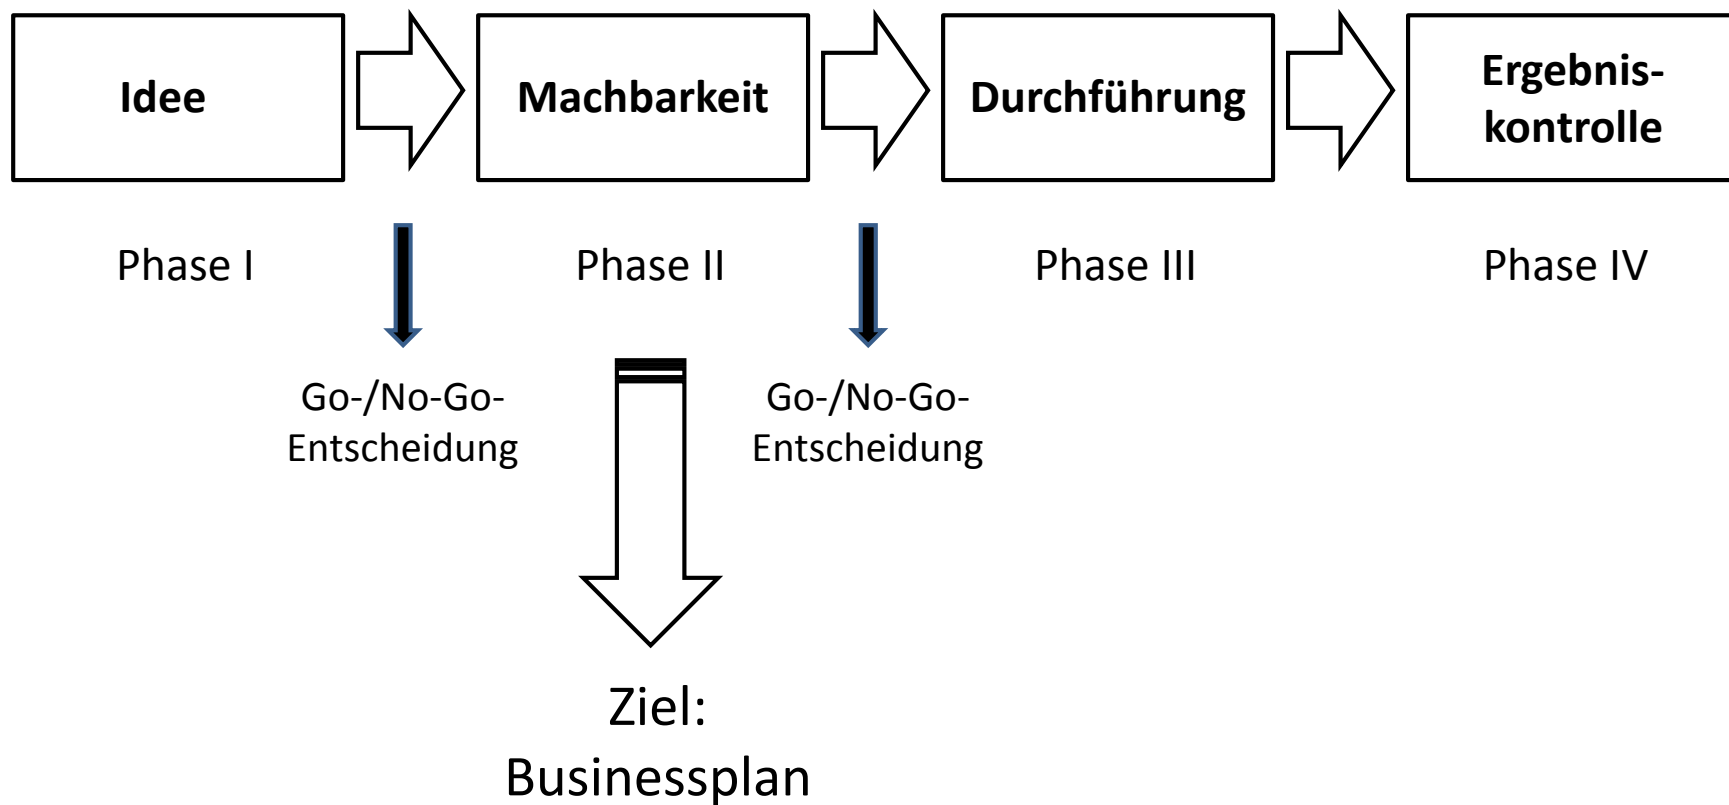 Idee
Machbarkeit
Durchführung
Ergebnis-
kontrolle
Phase I
Phase II
Phase III
Phase IV
Go-/No-Go-
Entscheidung
Go-/No-Go-
Entscheidung
Ziel:
Businessplan